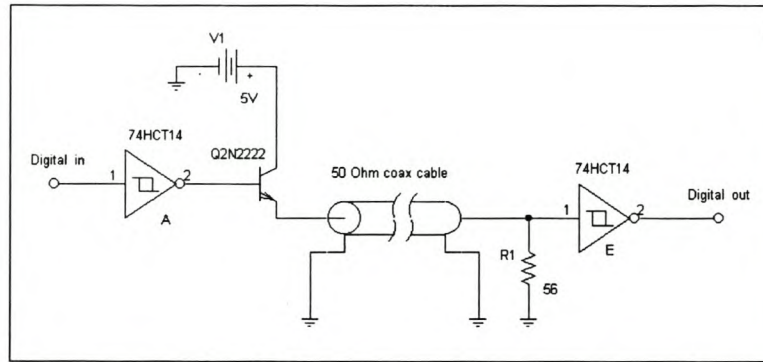 V1
- +
5V
74HCT14
Digital in
1
2
A
Q2N2222
50 Ohm coax cable
74HCT14
1
2
E
Digital out
R1
56